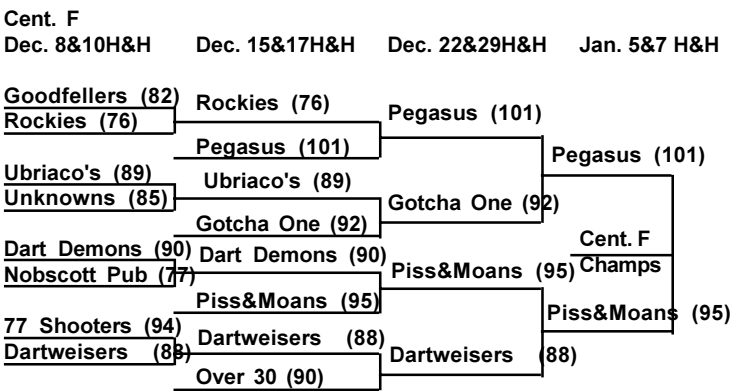 Cent. F
Dec. 8&10H&H Dec. 15&17H&H Dec. 22&29H&H Jan. 5&7 H&H
Goodfellers (82)
Rockies (76)
Rockies (76)
Pegasus (101)
Pegasus (101)
Pegasus (101)
Ubriaco's (89)
Unknowns (85)
Ubriaco's (89)
Gotcha One (92)
Gotcha One (92)
Cent. F
Champs
Dart Demons (90)
Nobscott Pub (77)
Dart Demons (90)
Piss&Moans (95)
Piss&Moans (95)
Piss&Moans (95)
77 Shooters (94)
Dartweisers (88)
Dartweisers (88)
Over 30 (90)
Dartweisers (88)